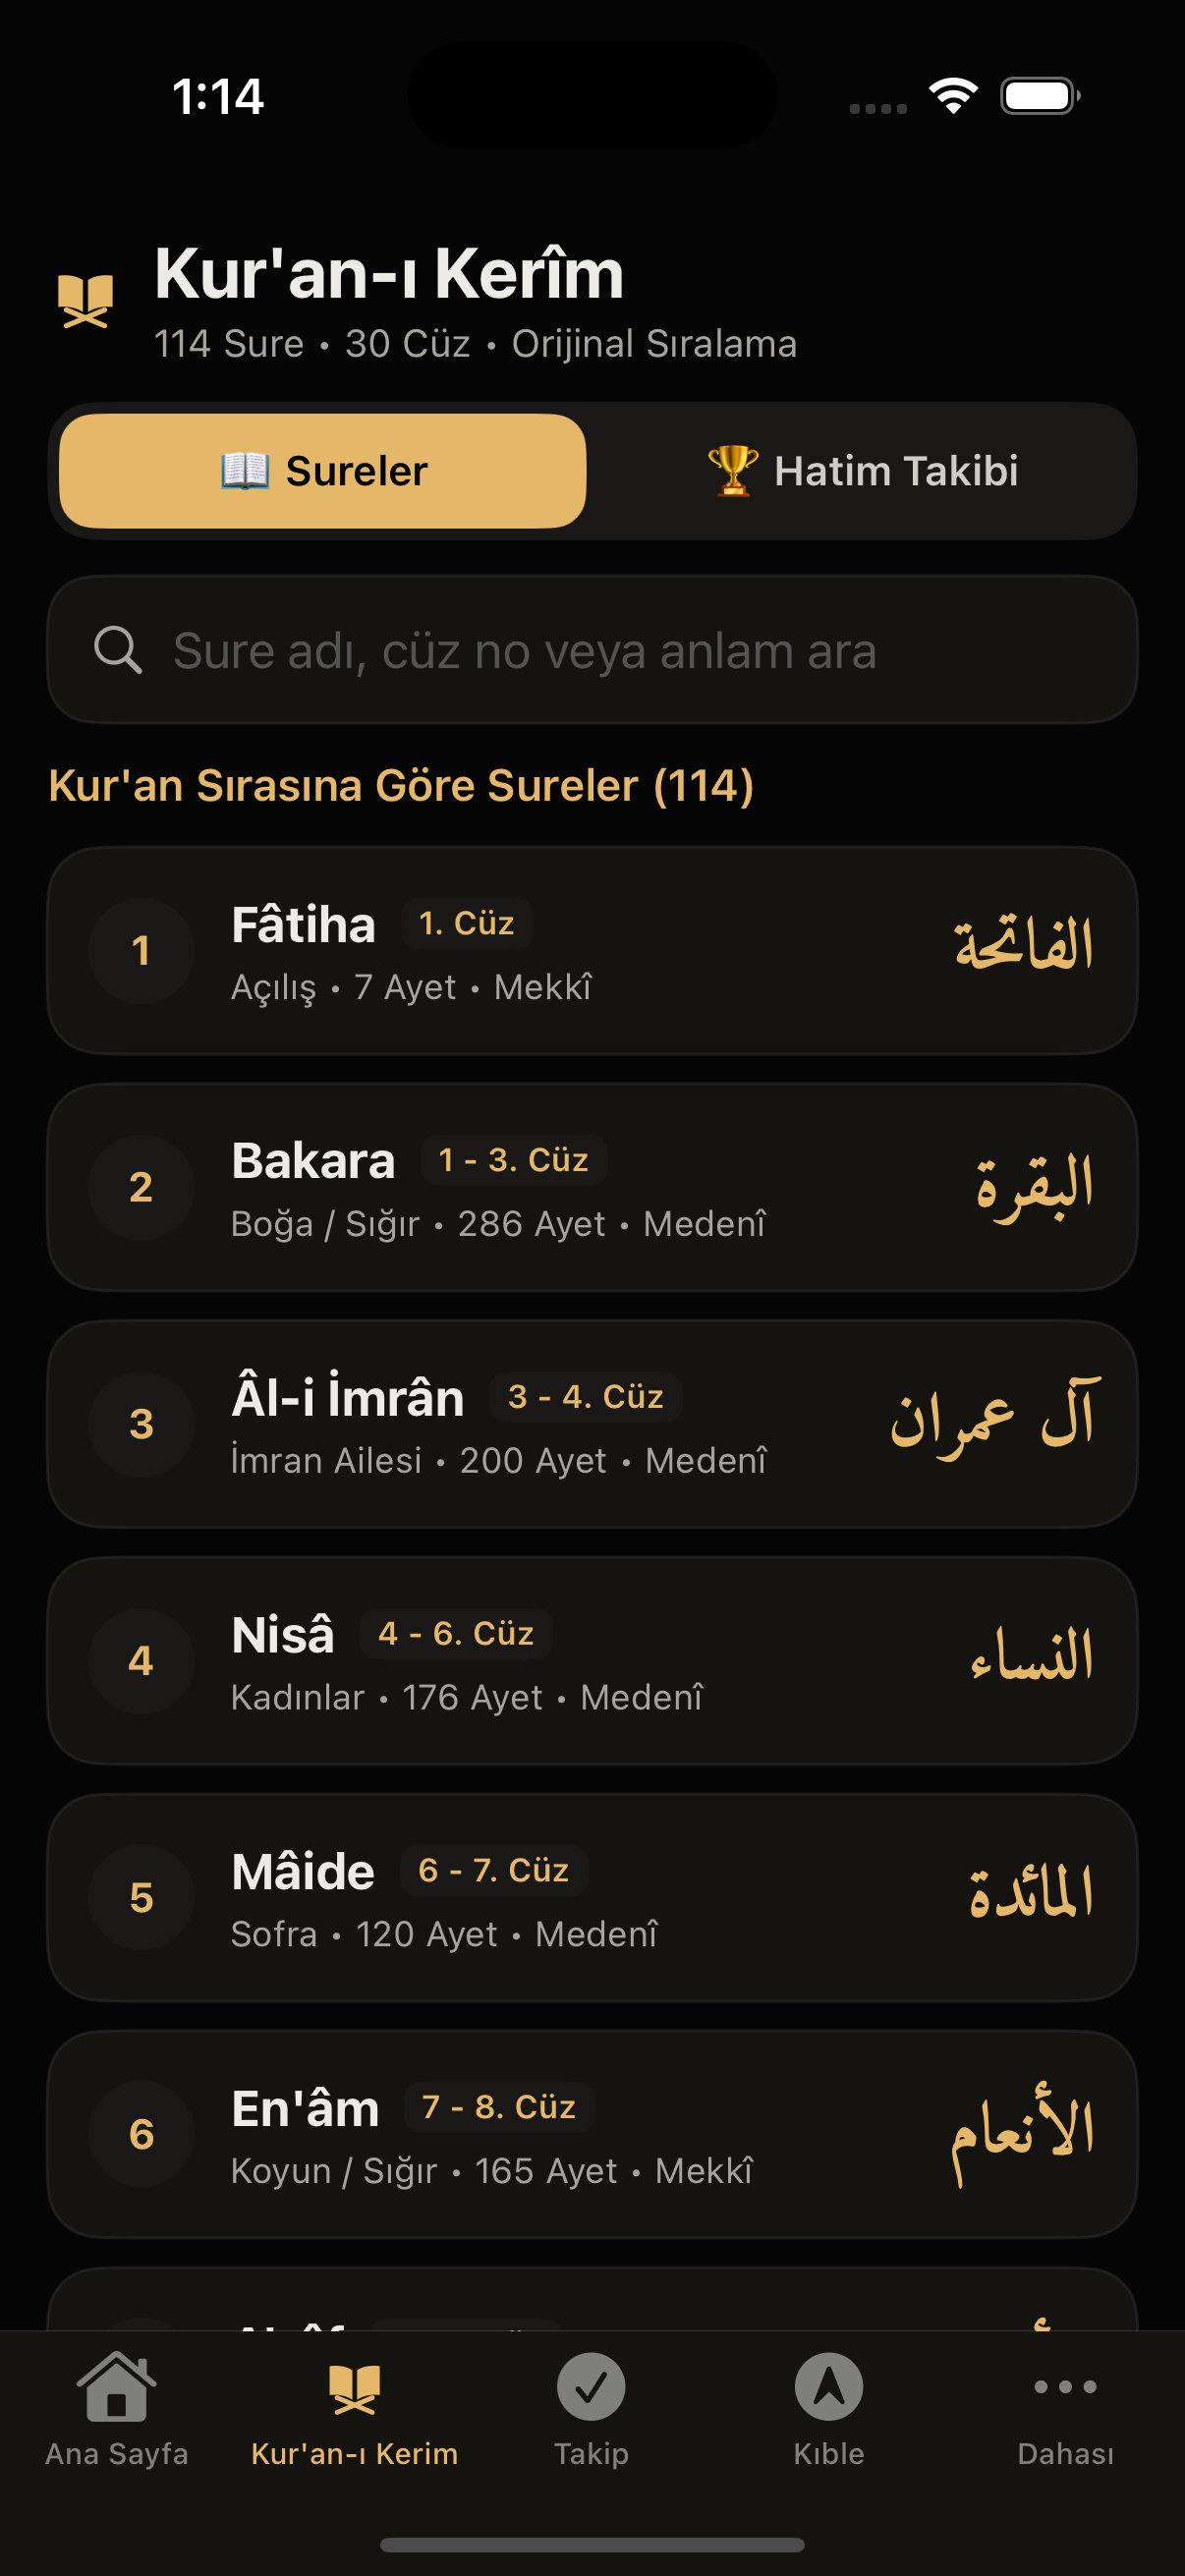 1:14
Kur'an-ı Kerîm
114 Sure • 30 Cüz • Orijinal Sıralama
Sureler
Hatim Takibi
Sure adı, cüz no veya anlam ara
Kur'an Sırasına Göre Sureler (114)
1 Fâtiha 1. Cüz الفاتحة
Açılış • 7 Ayet • Mekkî
2 Bakara 1 - 3. Cüz البقرة
Boğa / Sığır • 286 Ayet • Medenî
3 Âl-i İmrân 3 - 4. Cüz آل عمران
İmran Ailesi • 200 Ayet • Medenî
4 Nisâ 4 - 6. Cüz النساء
Kadınlar • 176 Ayet • Medenî
5 Mâide 6 - 7. Cüz المائدة
Sofra • 120 Ayet • Medenî
6 En'âm 7 - 8. Cüz الأنعام
Koyun / Sığır • 165 Ayet • Mekkî
Ana Sayfa
Kur'an-ı Kerim
Takip
Kıble
Dahası